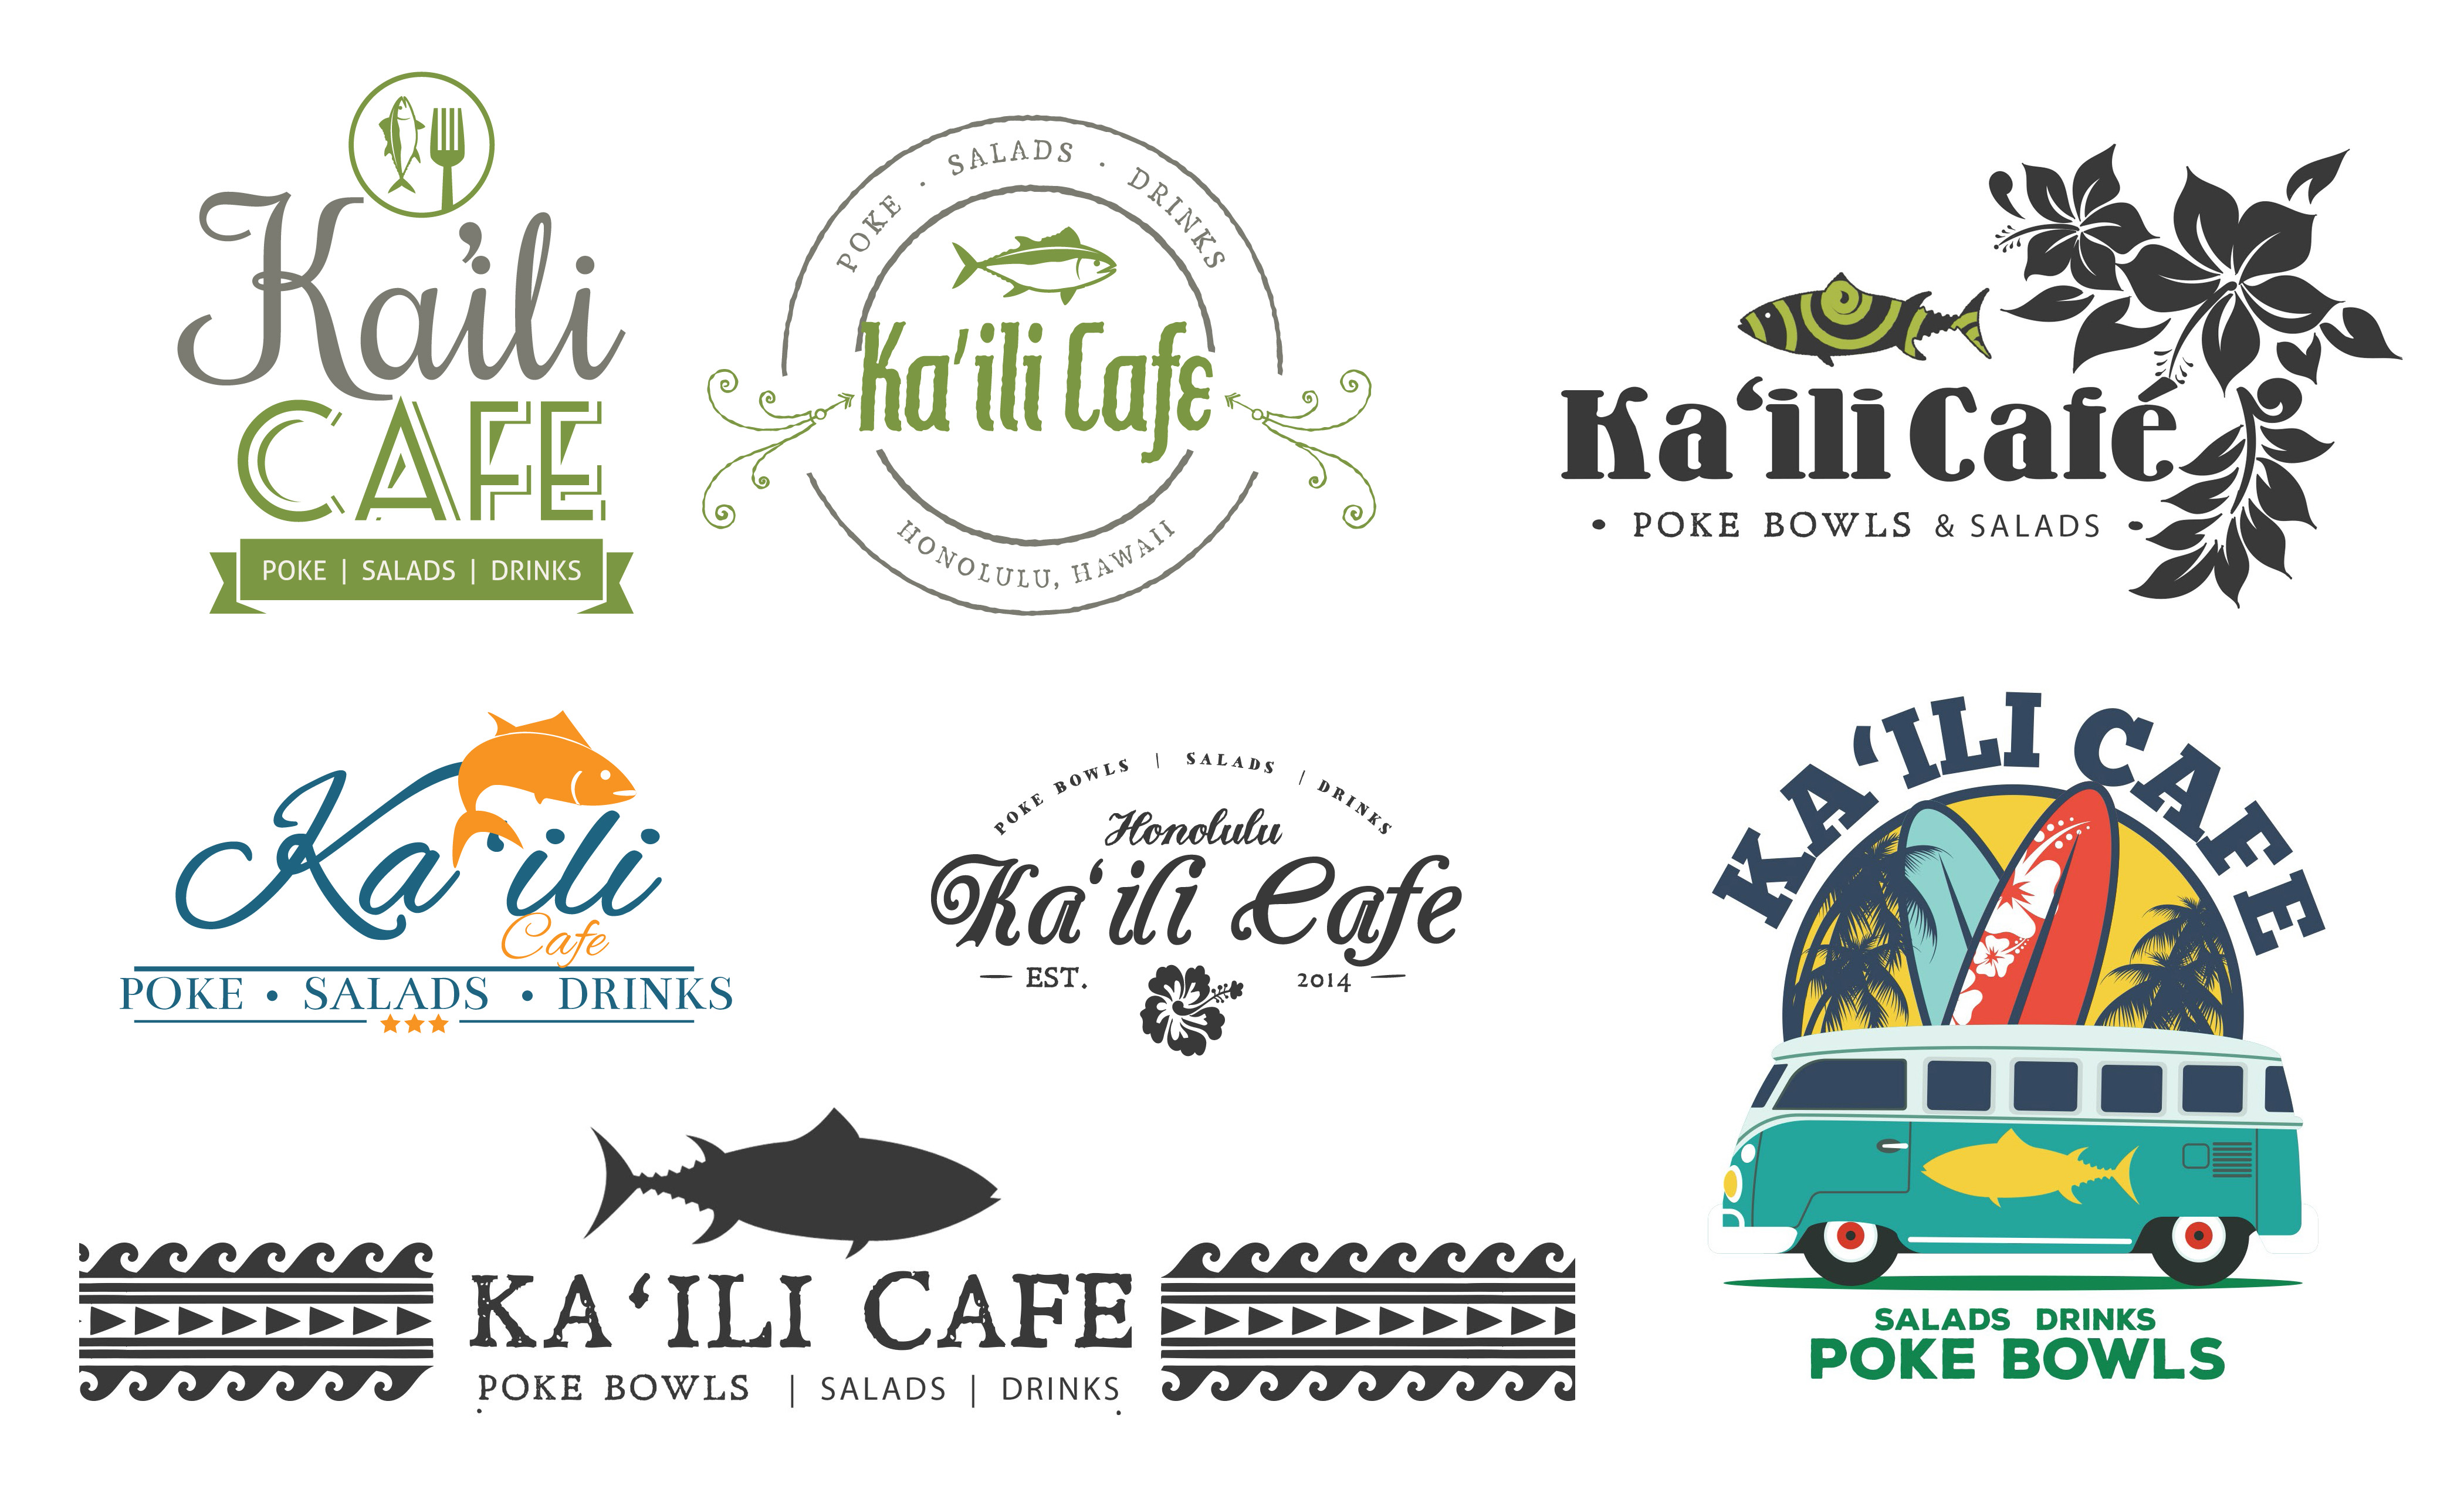 Ka'ili
CAFE
POKE | SALADS | DRINKS
POKE · SALADS · DRINKS
Ka'ili Cafe
HONOLULU, HAWAII
Ka‘ili Café
• POKE BOWLS & SALADS •
Ka‘ili
Cafe
POKE • SALADS • DRINKS
POKE BOWLS | SALADS | DRINKS
Honolulu
Ka‘ili Cafe
EST. 2014
KA‘ILI CAFE
SALADS DRINKS
POKE BOWLS
KA‘ILI CAFE
POKE BOWLS | SALADS | DRINKS